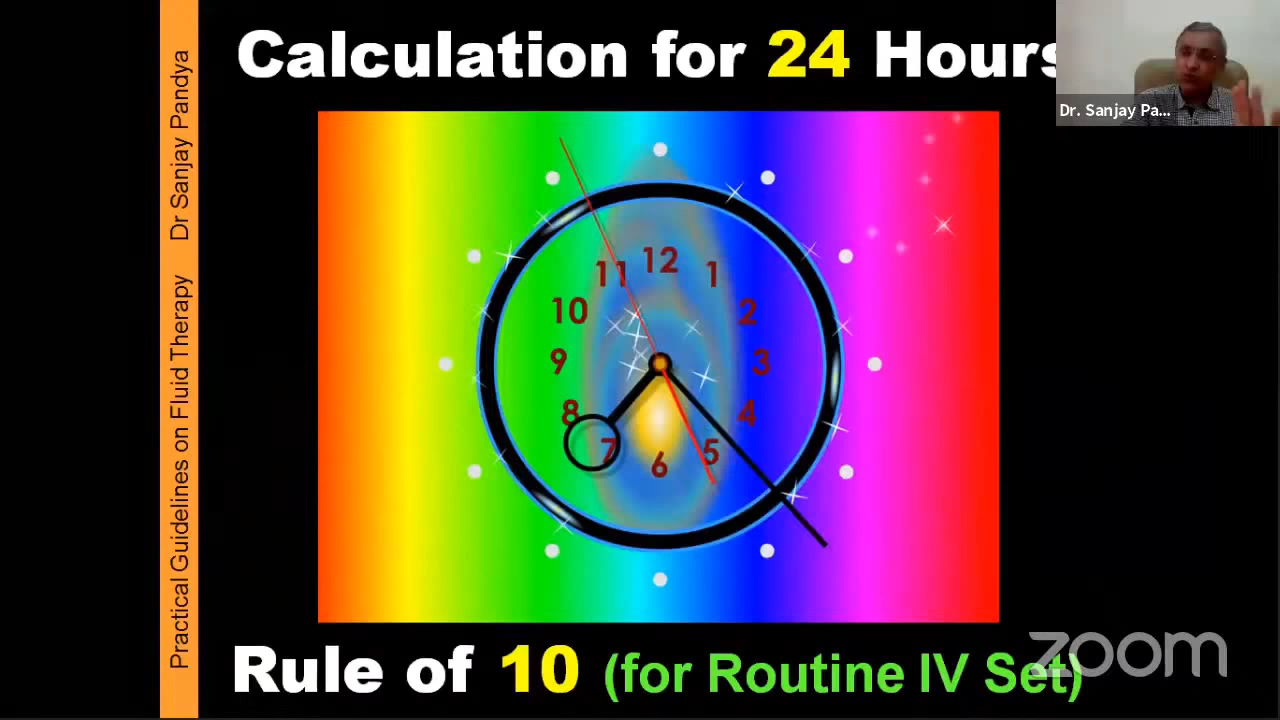 Calculation for 24 Hours
Dr. Sanjay Pa...
Practical Guidelines on Fluid Therapy Dr Sanjay Pandya
12
1
2
3
4
5
6
7
8
9
10
11
Rule of 10 (for Routine IV Set)
zoom